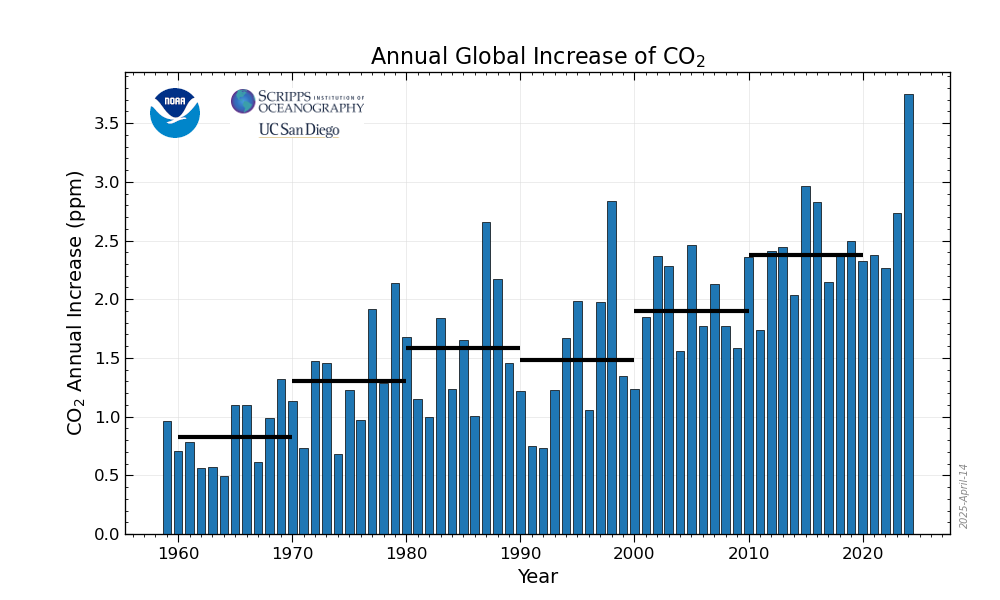 Annual Global Increase of CO₂
NOAA
SCRIPPS INSTITUTION OF
OCEANOGRAPHY
UC San Diego
CO₂ Annual Increase (ppm)
3.5
3.0
2.5
2.0
1.5
1.0
0.5
0.0
1960 1970 1980 1990 2000 2010 2020
Year
2025-April-14